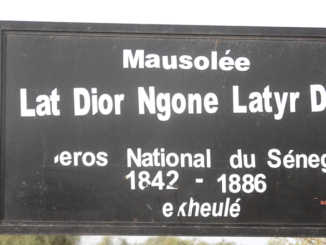 Mausolée
Lat Dior Ngone Latyr D
eros National du Sénég
1842 - 1886
ekheulé